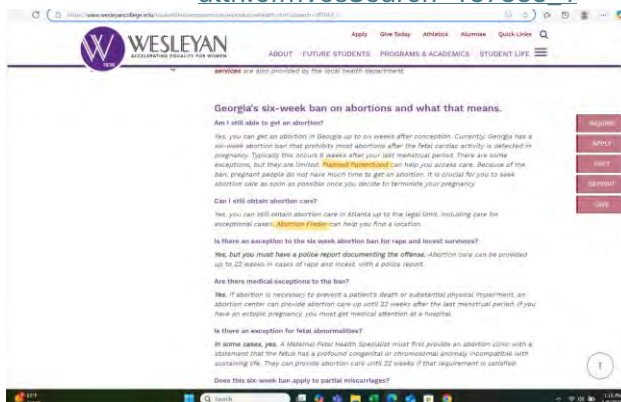 WESLEYAN
ACCELERATING EQUALITY FOR WOMEN
1836
Apply Give Today Athletics Alumnae Quick Links
ABOUT FUTURE STUDENTS PROGRAMS & ACADEMICS STUDENT LIFE
services are also provided by the local health department.
Georgia's six-week ban on abortions and what that means.
Am I still able to get an abortion?
Yes, you can get an abortion in Georgia up to six weeks after conception. Currently, Georgia has a
six-week abortion ban that prohibits most abortions after the fetal cardiac activity is detected in
pregnancy. Typically this occurs 6 weeks after your last menstrual period. There are some
exceptions, but they are limited. Planned Parenthood can help you access care. Because of the
ban, pregnant people do not have much time to get an abortion. It is crucial for you to seek
abortion care as soon as possible once you decide to terminate your pregnancy.
Can I still obtain abortion care?
Yes, you can still obtain abortion care in Atlanta up to the legal limit, including care for
exceptional cases. Abortion Finder can help you find a location.
Is there an exception to the six week abortion ban for rape and incest survivors?
Yes, but you must have a police report documenting the offense. Abortion care can be provided
up to 22 weeks in cases of rape and incest, with a police report.
Are there medical exceptions to the ban?
Yes. If abortion is necessary to prevent a patient's death or substantial physical impairment, an
abortion center can provide abortion care up until 22 weeks after the last menstrual period. If you
have an ectopic pregnancy, you must get medical attention at a hospital.
Is there an exception for fetal abnormalities?
In some cases, yes. A Maternal Fetal Health Specialist must first provide an abortion clinic with a
statement that the fetus has a profound congenital or chromosomal anomaly incompatible with
sustaining life. They can provide abortion care until 22 weeks if that requirement is satisfied.
Does this six-week ban apply to partial miscarriages?
INQUIRE
APPLY
VISIT
DEPOSIT
GIVE
Search